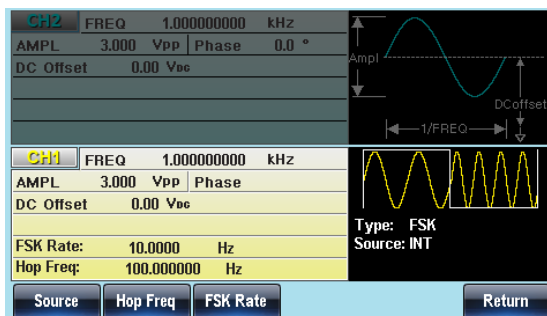 CH2 FREQ 1.000000000 kHz
AMPL 3.000 Vpp Phase 0.0 °
DC Offset 0.00 VDC
Ampl
DCoffset
1/FREQ
CH1 FREQ 1.000000000 kHz
AMPL 3.000 Vpp Phase
DC Offset 0.00 VDC
FSK Rate: 10.0000 Hz
Hop Freq: 100.000000 Hz
Type: FSK
Source: INT
Source Hop Freq FSK Rate Return